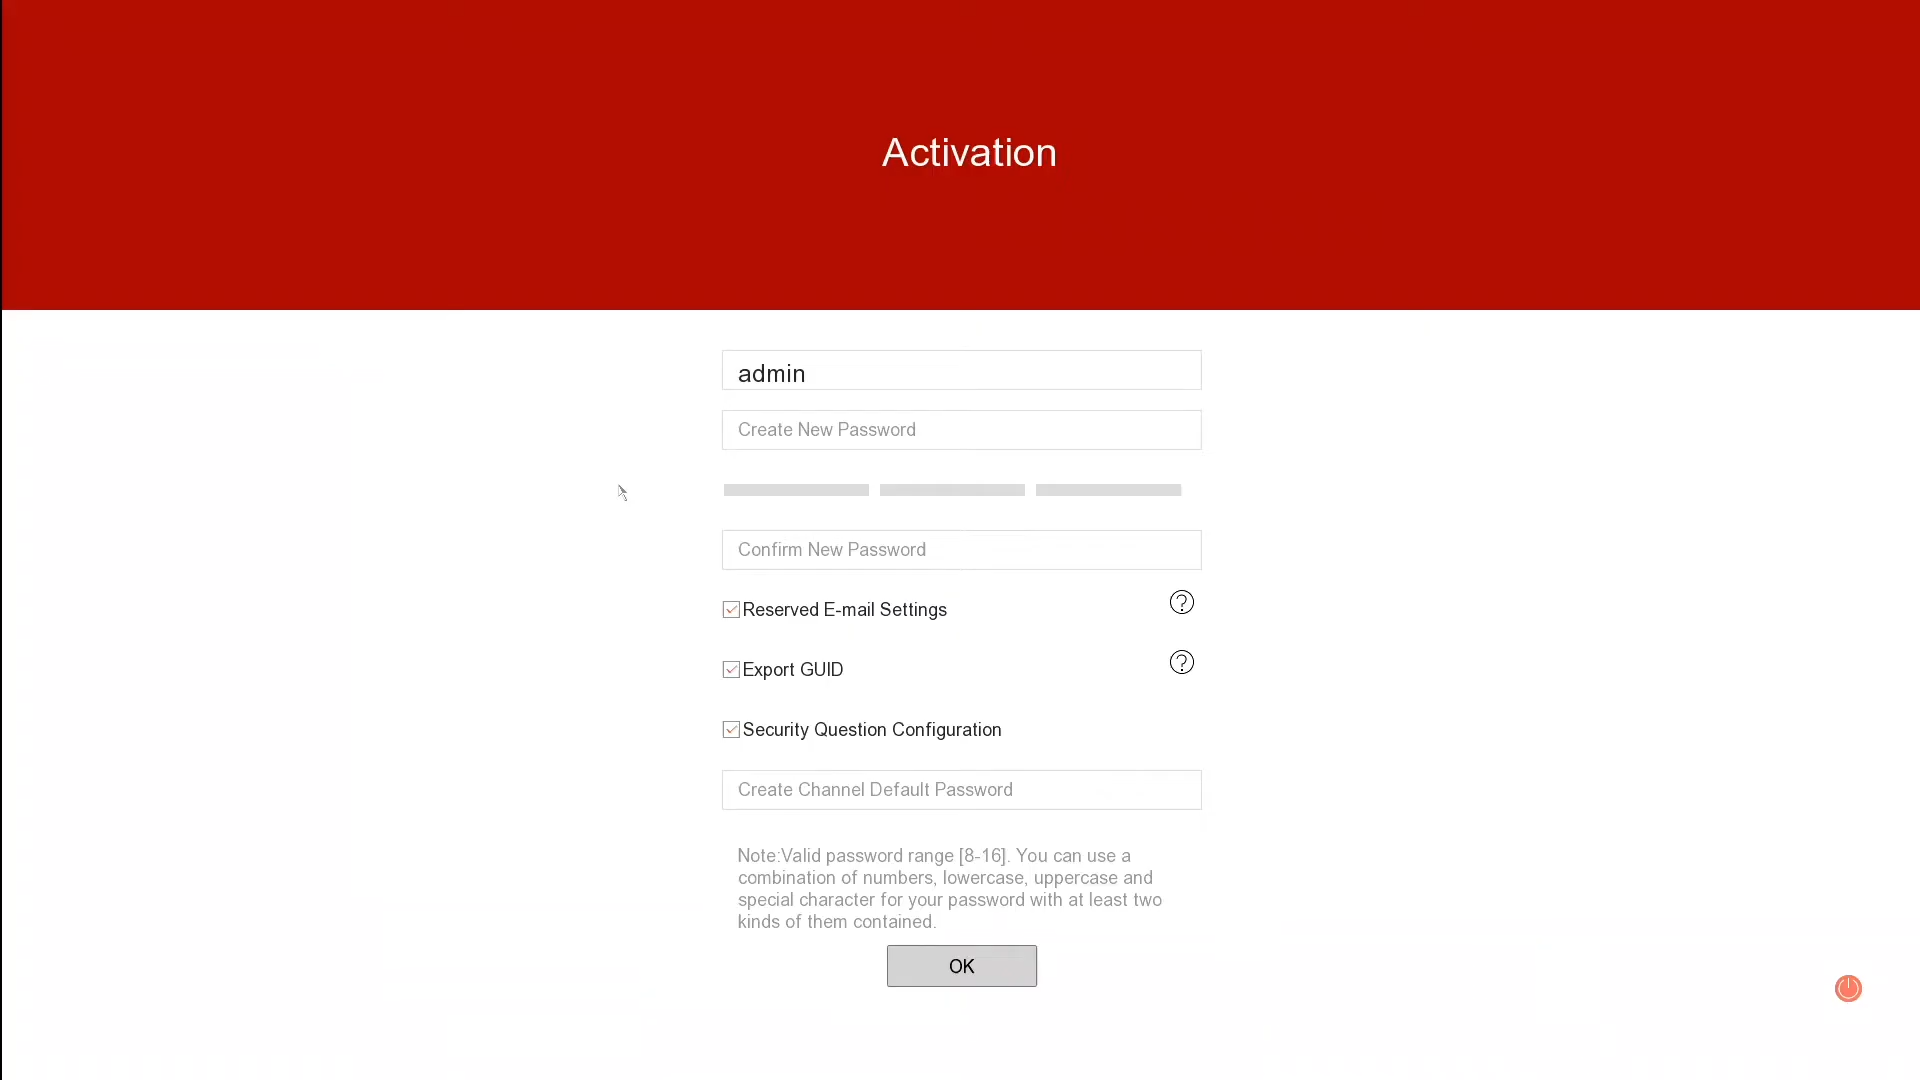 Activation
admin
Create New Password
Confirm New Password
Reserved E-mail Settings
Export GUID
Security Question Configuration
Create Channel Default Password
Note:Valid password range [8-16]. You can use a
combination of numbers, lowercase, uppercase and
special character for your password with at least two
kinds of them contained.
OK